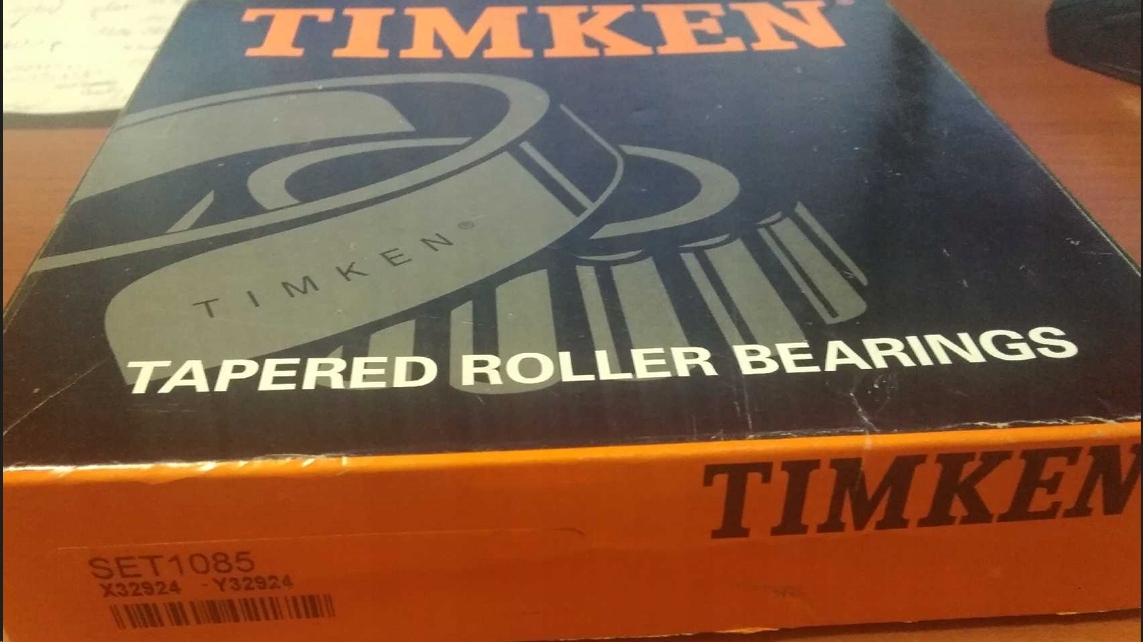 TIMKEN®
TIMKEN®
TAPERED ROLLER BEARINGS
TIMKEN
SET1085
X32924 -Y32924